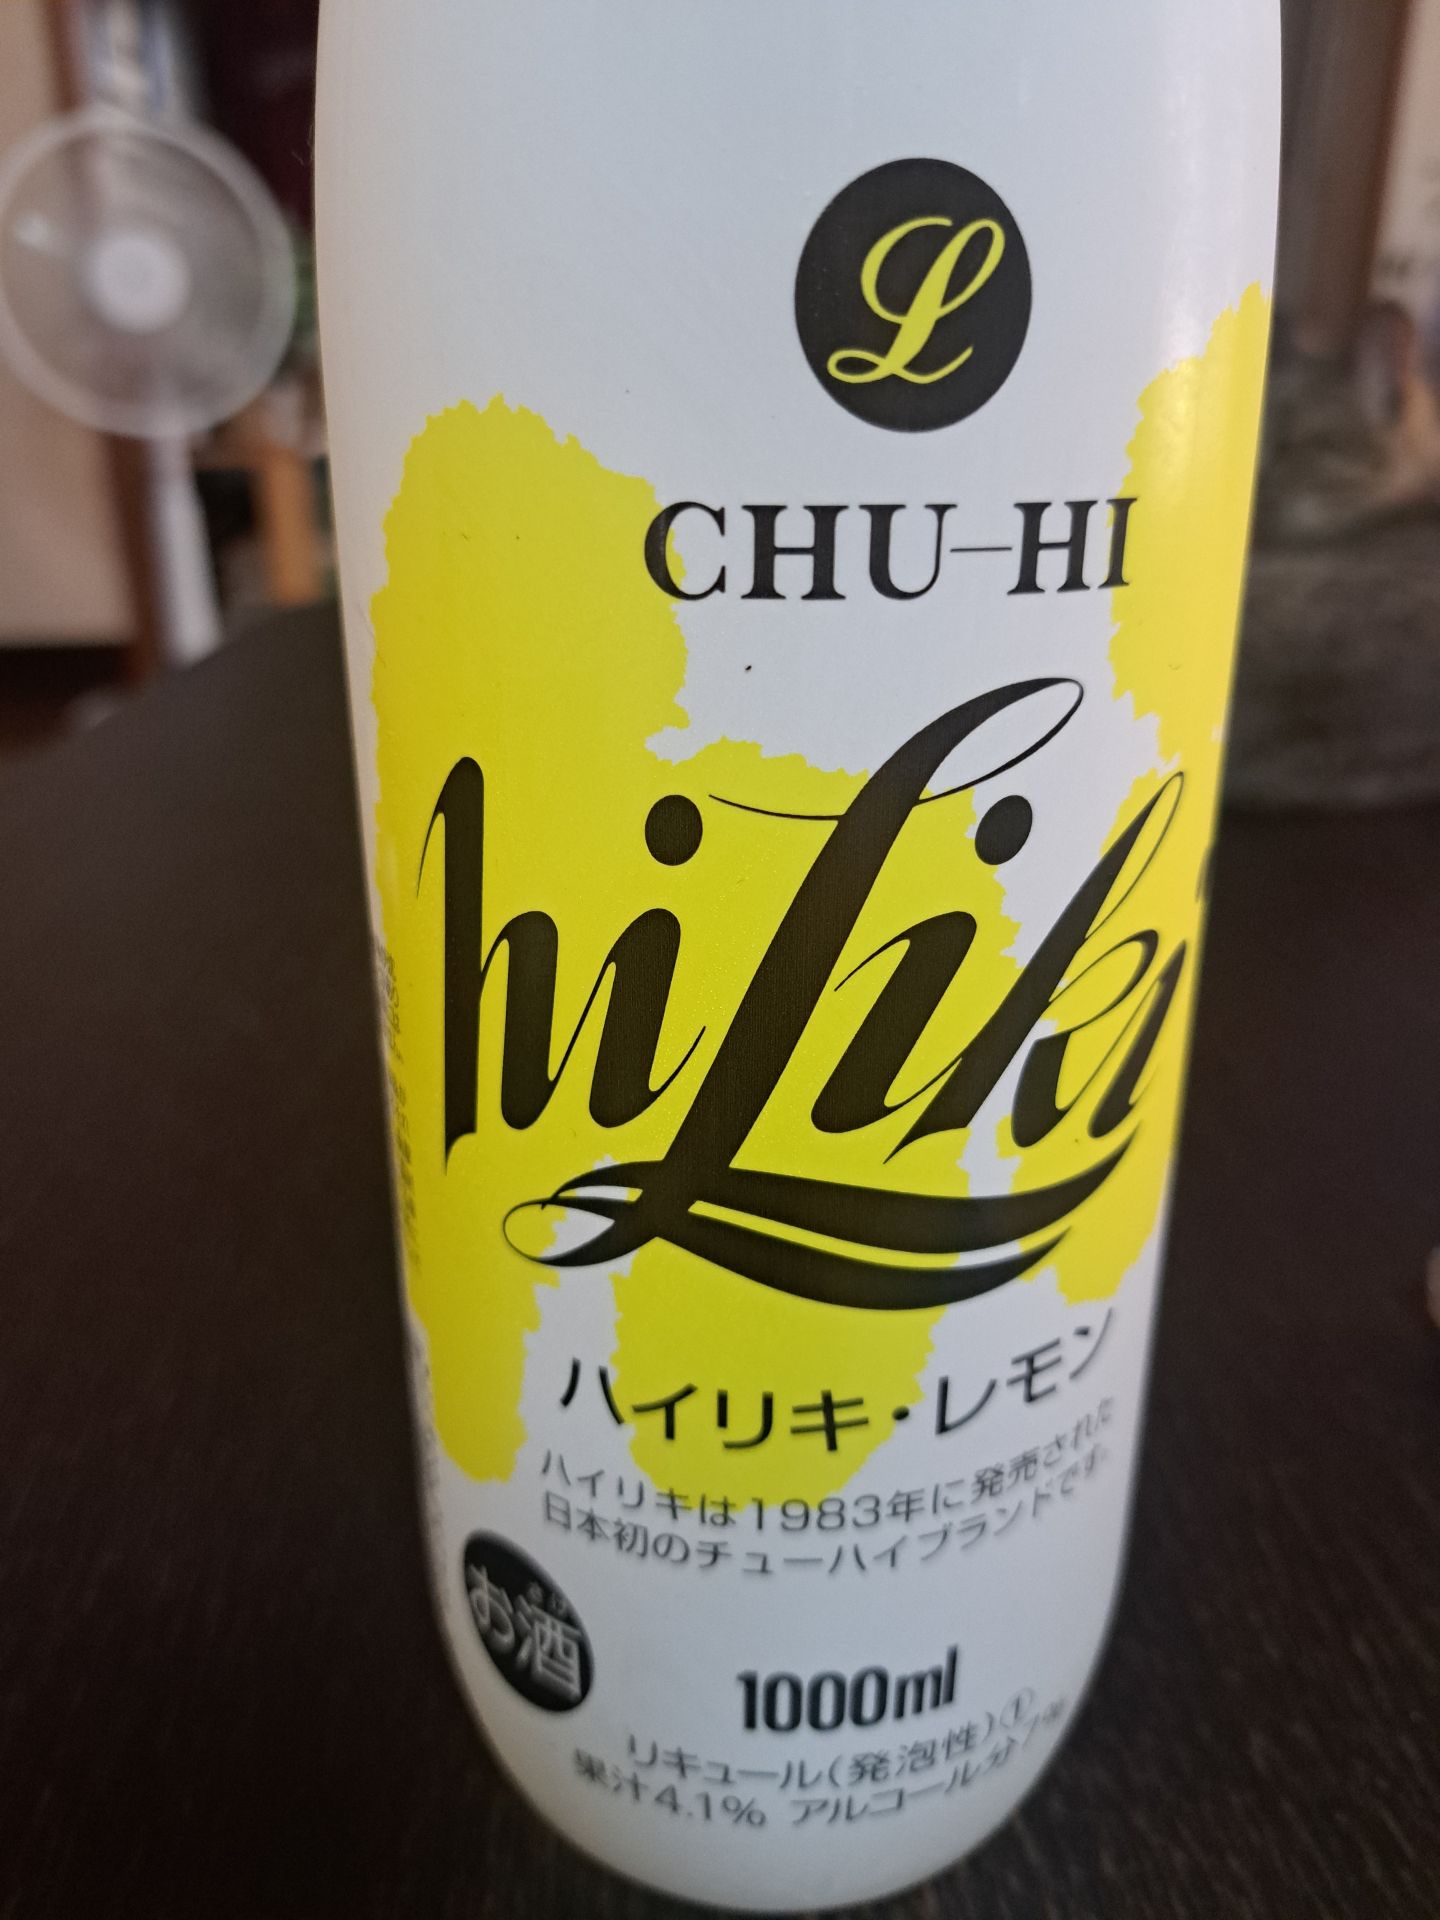 L
CHU-HI
hiLiki
ハイリキ・レモン
ハイリキは1983年に発売された
日本初のチューハイブランドです。
さけ
お酒
1000ml
リキュール(発泡性)①
果汁4.1% アルコール分7%